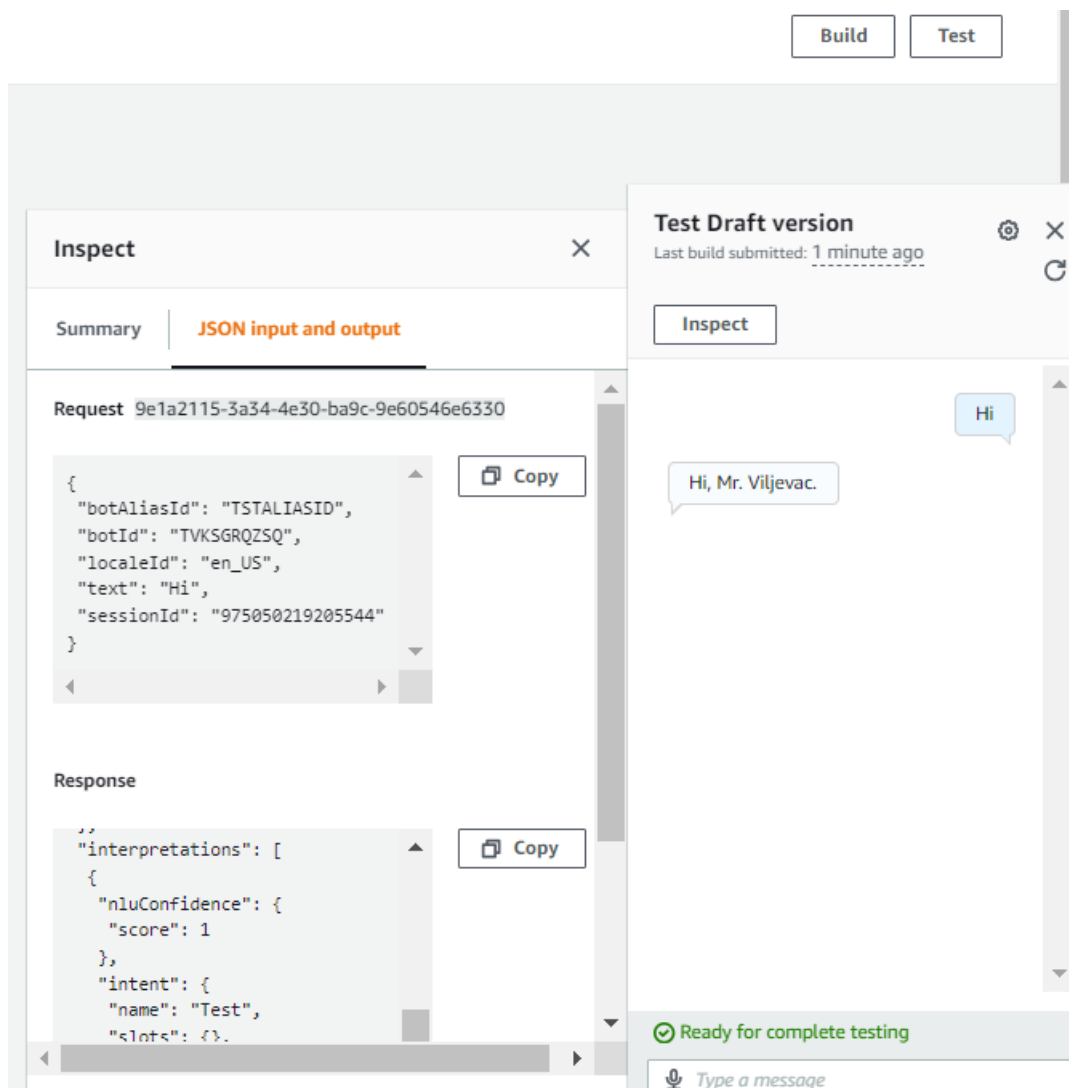 Build
Test
Inspect
Summary
JSON input and output
Request 9e1a2115-3a34-4e30-ba9c-9e60546e6330
{
"botAliasId": "TSTALIASID",
"botId": "TVKSGRQZSQ",
"localeId": "en_US",
"text": "Hi",
"sessionId": "975050219205544"
}
Copy
Response
},
"interpretations": [
{
"nluConfidence": {
"score": 1
},
"intent": {
"name": "Test",
"slots": {},
Copy
Test Draft version
Last build submitted: 1 minute ago
Inspect
Hi
Hi, Mr. Viljevac.
Ready for complete testing
Type a message